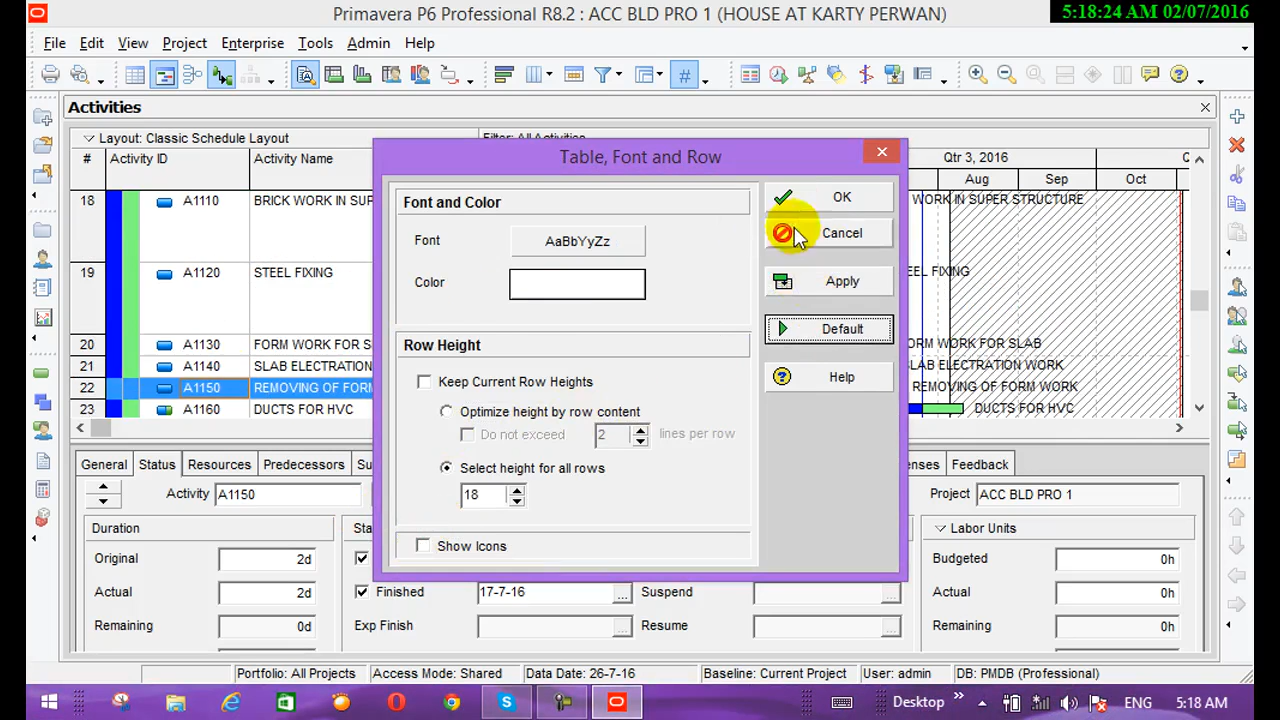 Primavera P6 Professional R8.2 : ACC BLD PRO 1 (HOUSE AT KARTY PERWAN)
5:18:24 AM 02/07/2016
File Edit View Project Enterprise Tools Admin Help
Activities
Layout: Classic Schedule Layout
Filter: All Activities
# Activity ID Activity Name
Qtr 3, 2016
Aug Sep Oct
18 A1110 BRICK WORK IN SUP
WORK IN SUPER STRUCTURE
19 A1120 STEEL FIXING
EEL FIXING
20 A1130 FORM WORK FOR S
ORM WORK FOR SLAB
21 A1140 SLAB ELECTRATION
LAB ELECTRATION WORK
22 A1150 REMOVING OF FORM
REMOVING OF FORM WORK
23 A1160 DUCTS FOR HVC
DUCTS FOR HVC
Table, Font and Row
Font and Color
Font AaBbYyZz
Color
Row Height
Keep Current Row Heights
Optimize height by row content
Do not exceed 2 lines per row
Select height for all rows
18
Show Icons
OK
Cancel
Apply
Default
Help
General Status Resources Predecessors Su
enses Feedback
Activity A1150
Project ACC BLD PRO 1
Duration
Sta
Labor Units
Original 2d
Budgeted 0h
Actual 2d
Finished 17-7-16
Suspend
Actual 0h
Remaining 0d
Exp Finish
Resume
Remaining 0h
Portfolio: All Projects Access Mode: Shared Data Date: 26-7-16 Baseline: Current Project User: admin DB: PMDB (Professional)
Desktop
ENG
5:18 AM